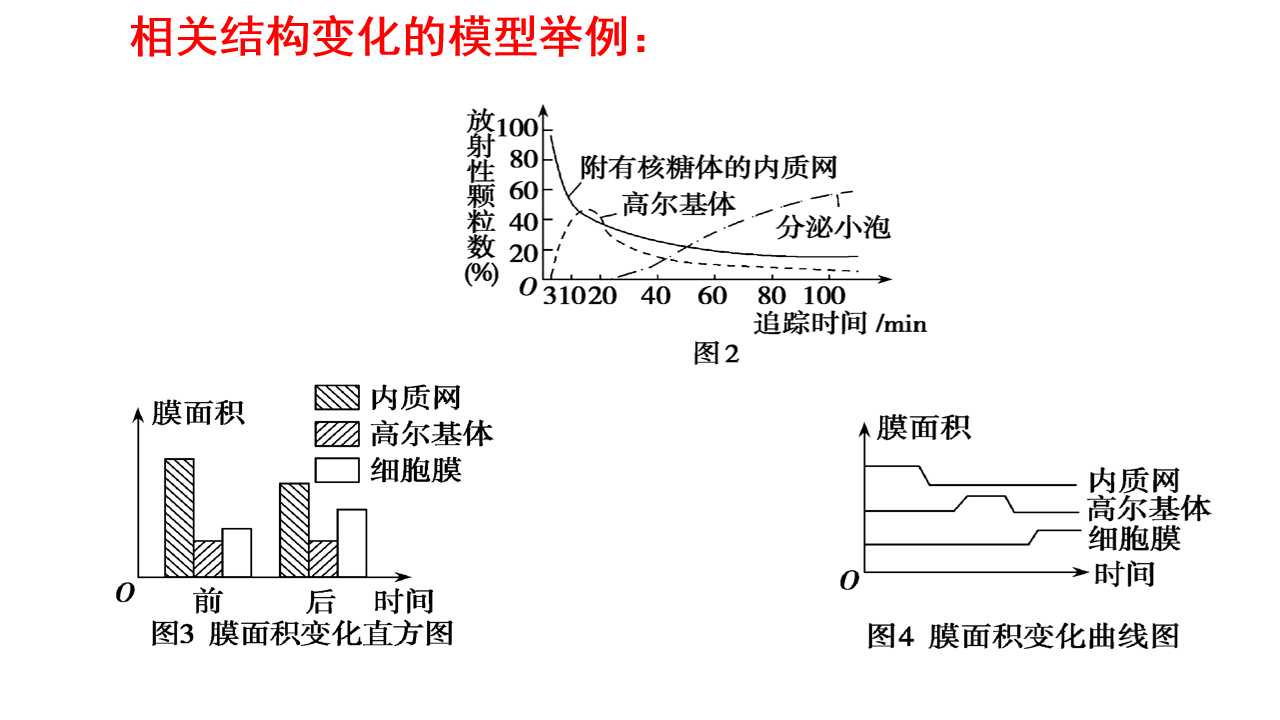 相关结构变化的模型举例：
放射性颗粒数(%)
100
80
60
40
20
O
附有核糖体的内质网
高尔基体
分泌小泡
3 10 20 40 60 80 100
追踪时间 /min
图2
膜面积
内质网
高尔基体
细胞膜
O
前 后 时间
图3 膜面积变化直方图
膜面积
内质网
高尔基体
细胞膜
O
时间
图4 膜面积变化曲线图